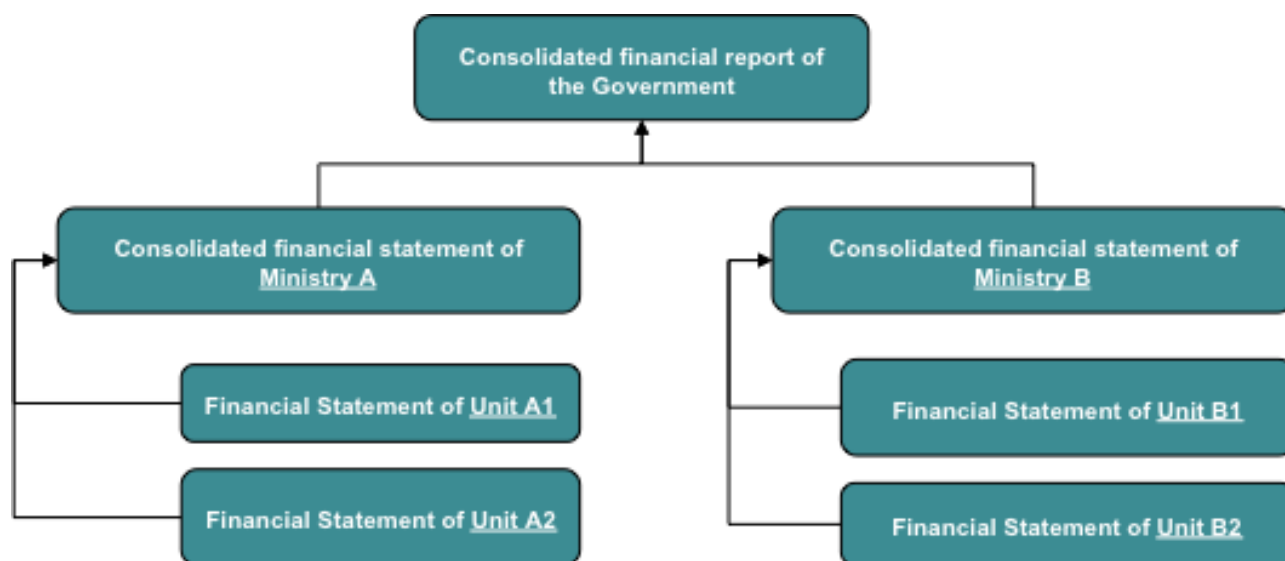 Consolidated financial report of
the Government
Consolidated financial statement of
Ministry A
Consolidated financial statement of
Ministry B
Financial Statement of Unit A1
Financial Statement of Unit B1
Financial Statement of Unit A2
Financial Statement of Unit B2